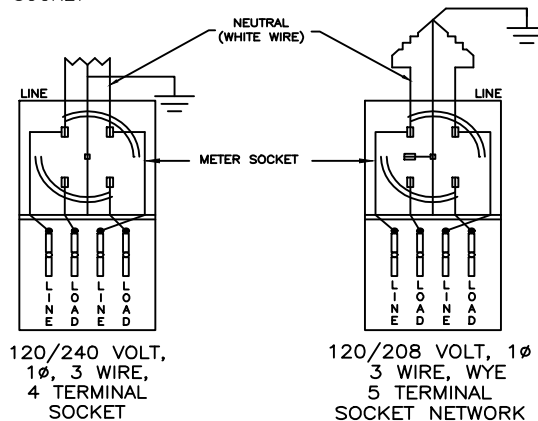 NEUTRAL
(WHITE WIRE)
LINE
LINE
METER SOCKET
LINE
LOAD
LINE
LOAD
LINE
LOAD
LINE
LOAD
120/240 VOLT,
1ø, 3 WIRE,
4 TERMINAL
SOCKET
120/208 VOLT, 1ø
3 WIRE, WYE
5 TERMINAL
SOCKET NETWORK